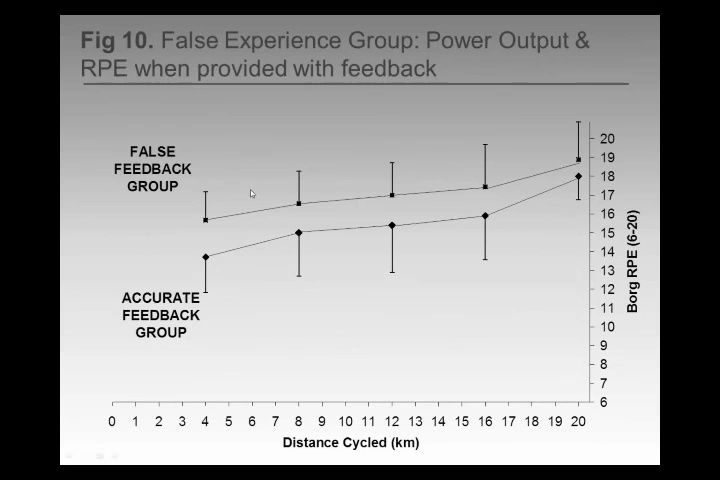 Fig 10. False Experience Group: Power Output &
RPE when provided with feedback
FALSE
FEEDBACK
GROUP
ACCURATE
FEEDBACK
GROUP
20
19
18
17
16
15
14
13
12
11
10
9
8
7
6
Borg RPE (6-20)
0 1 2 3 4 5 6 7 8 9 10 11 12 13 14 15 16 17 18 19 20
Distance Cycled (km)